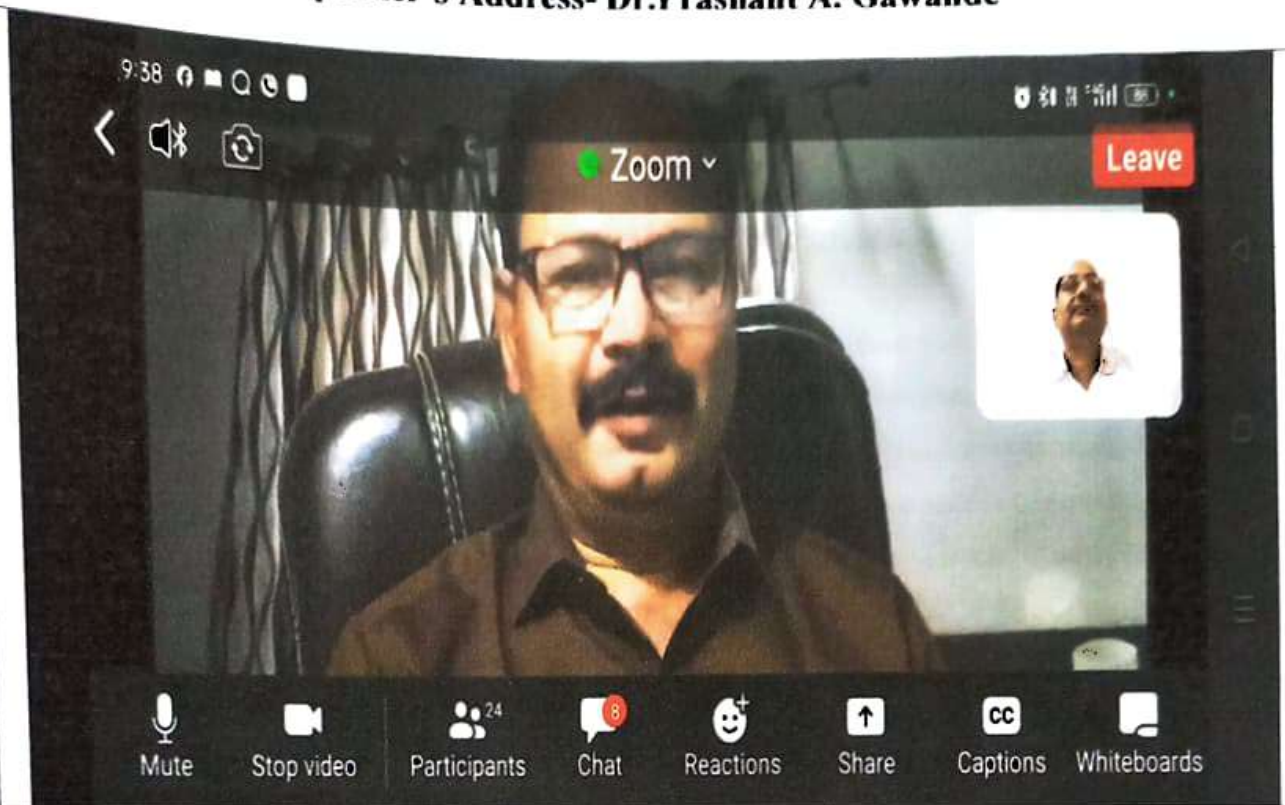 Address- Dr.Prashant A. Gawande
9:38
Zoom
Leave
Mute
Stop video
Participants 24
Chat 8
Reactions
Share
CC
Captions
Whiteboards